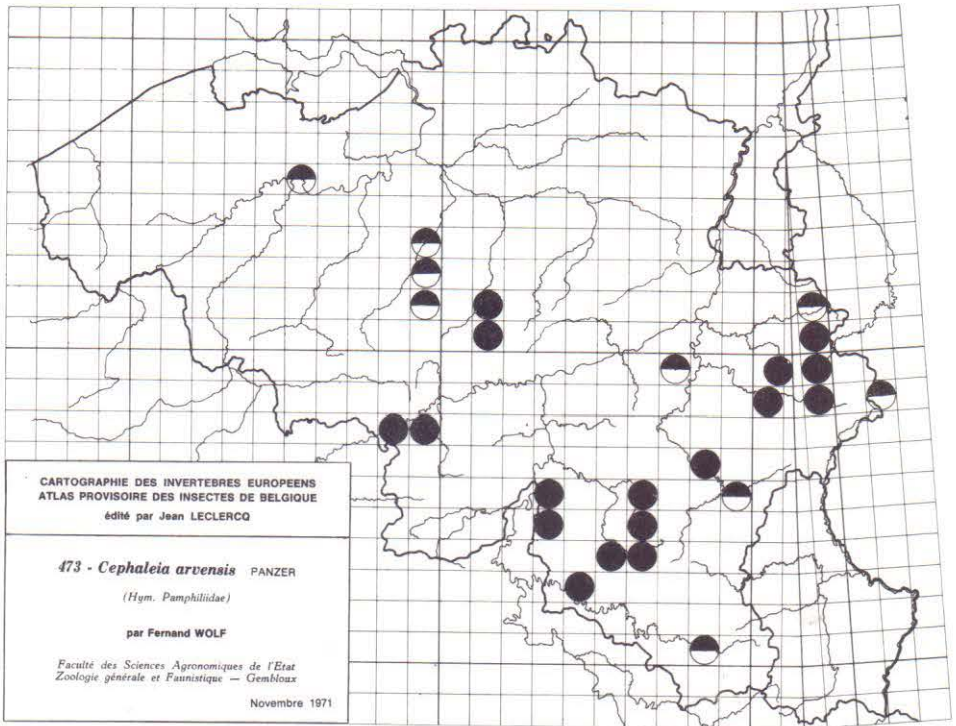 CARTOGRAPHIE DES INVERTEBRES EUROPEENS
ATLAS PROVISOIRE DES INSECTES DE BELGIQUE
édité par Jean LECLERCQ
473 - Cephaleia arvensis PANZER
(Hym. Pamphiliidae)
par Fernand WOLF
Faculté des Sciences Agronomiques de l'Etat
Zoologie générale et Faunistique — Gembloux
Novembre 1971